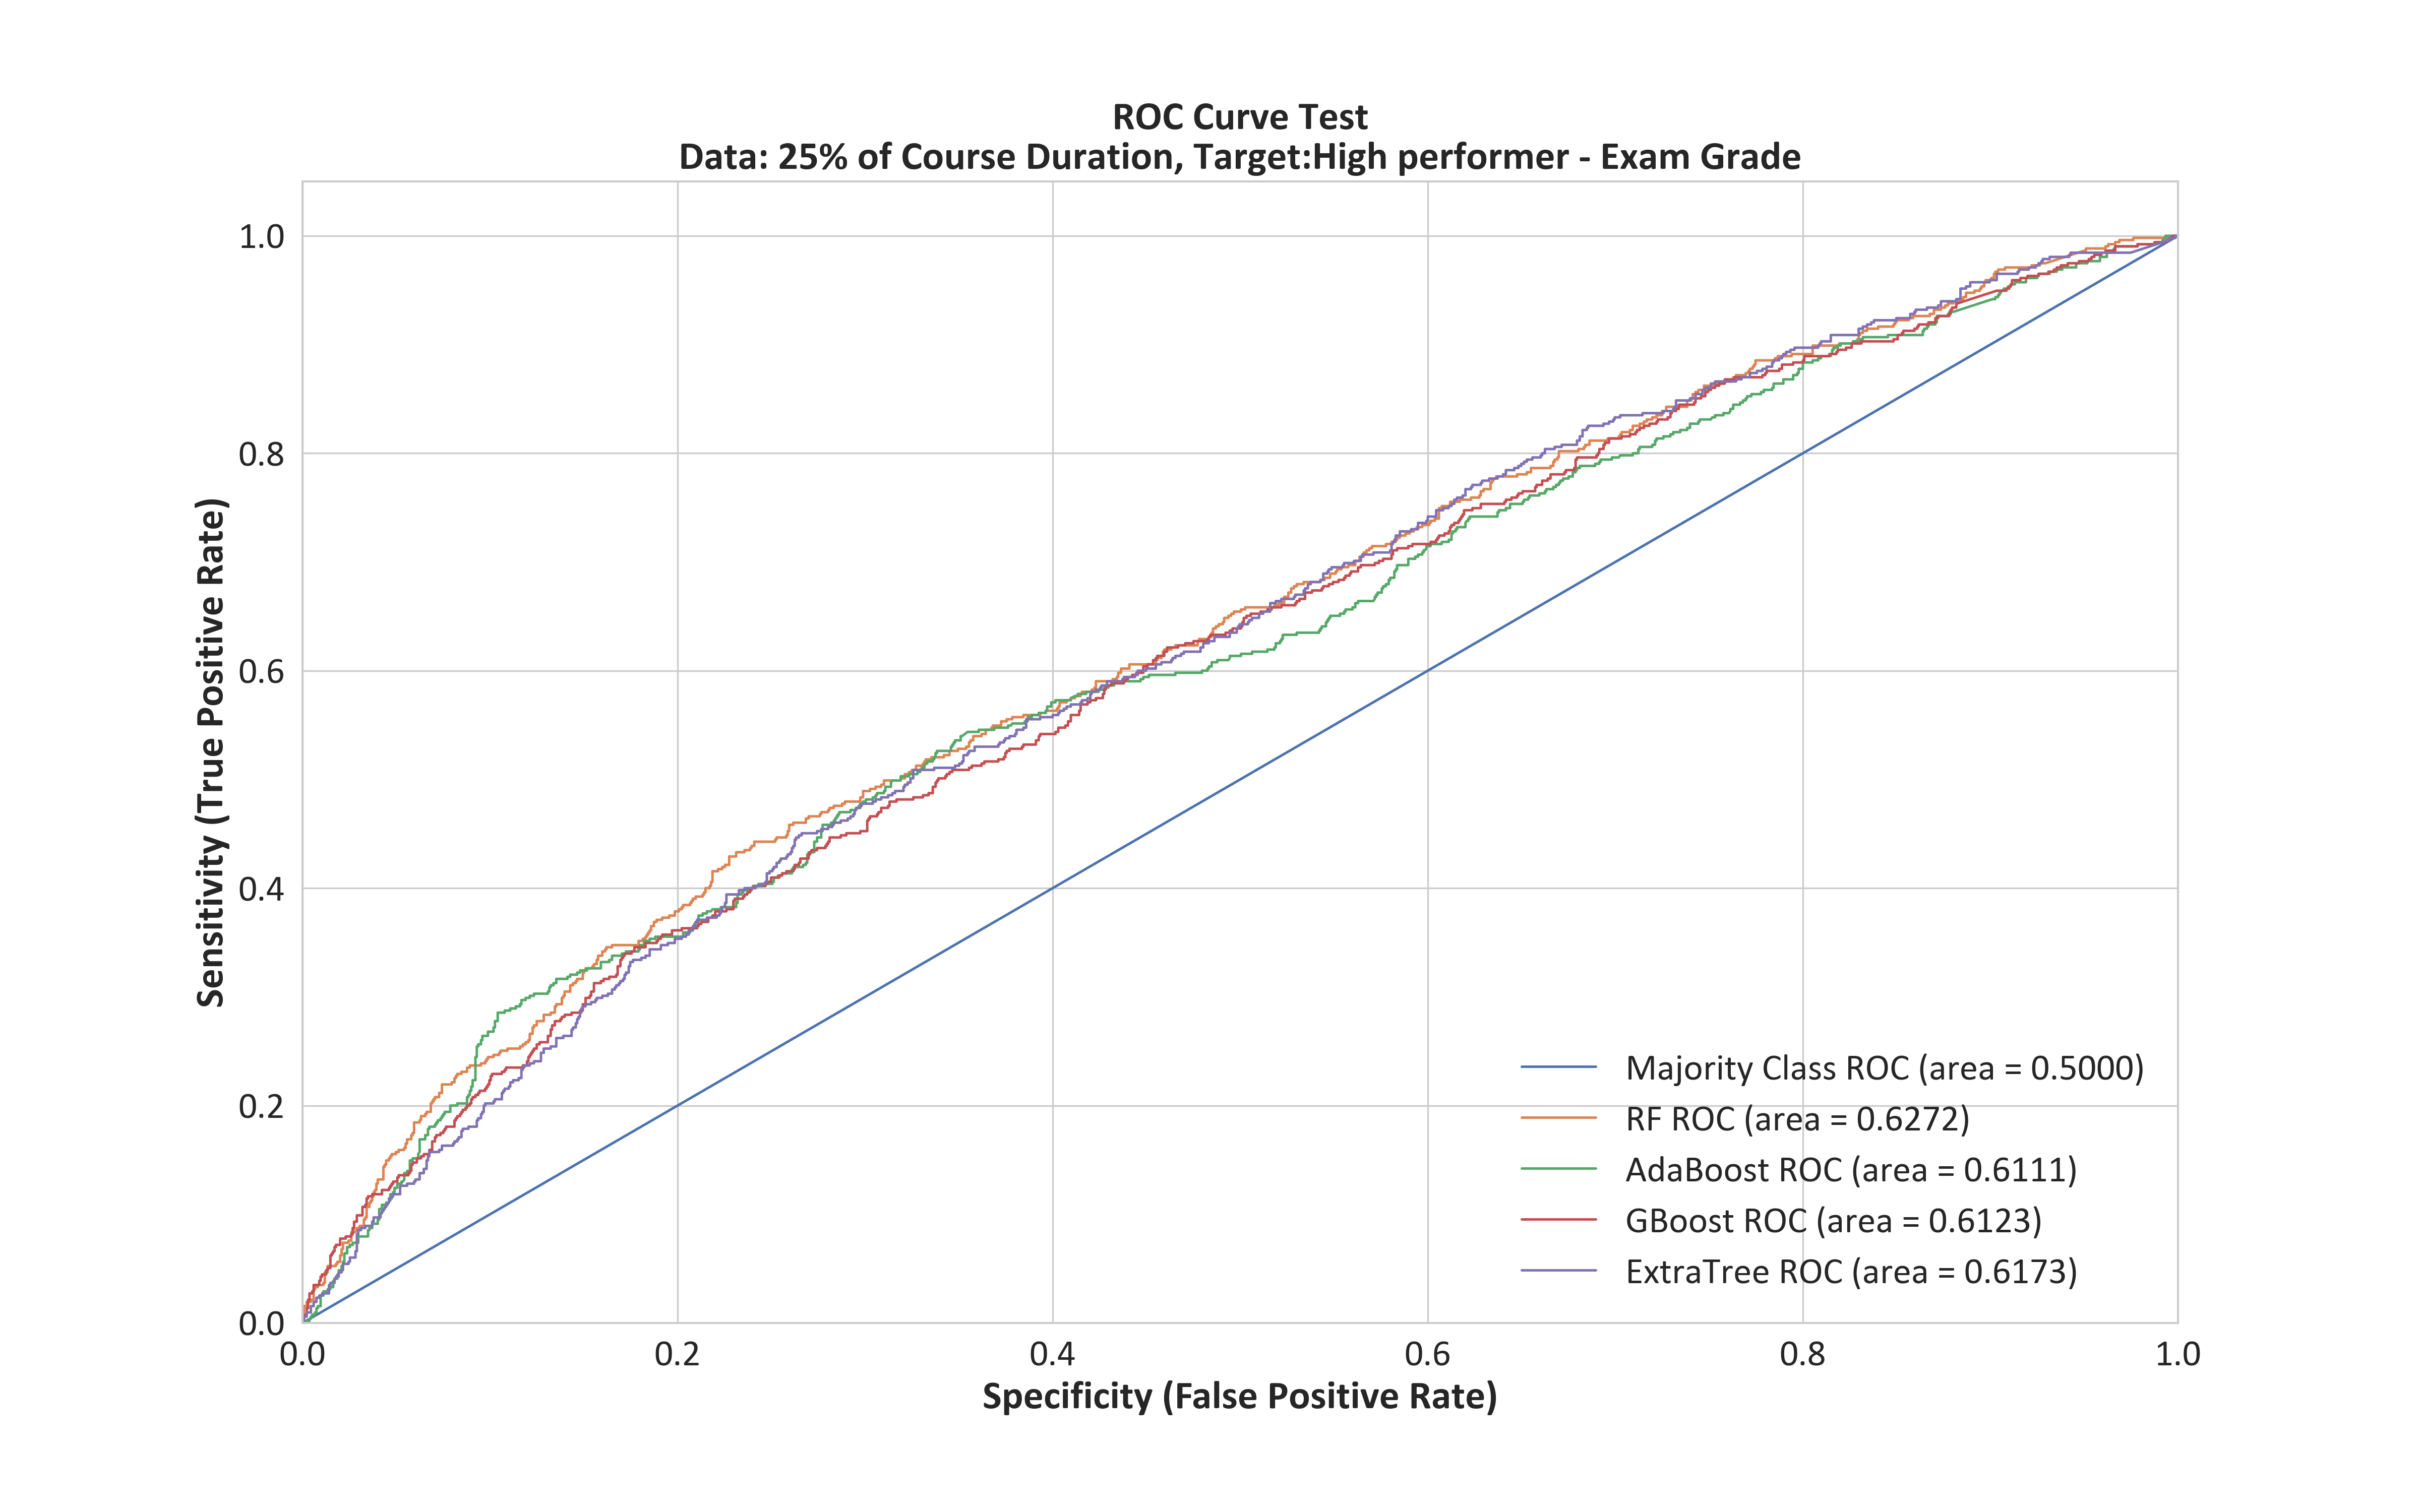 ROC Curve Test
Data: 25% of Course Duration, Target:High performer - Exam Grade
1.0
0.8
0.6
0.4
0.2
0.0
Sensitivity (True Positive Rate)
Majority Class ROC (area = 0.5000)
RF ROC (area = 0.6272)
AdaBoost ROC (area = 0.6111)
GBoost ROC (area = 0.6123)
ExtraTree ROC (area = 0.6173)
0.0 0.2 0.4 0.6 0.8 1.0
Specificity (False Positive Rate)